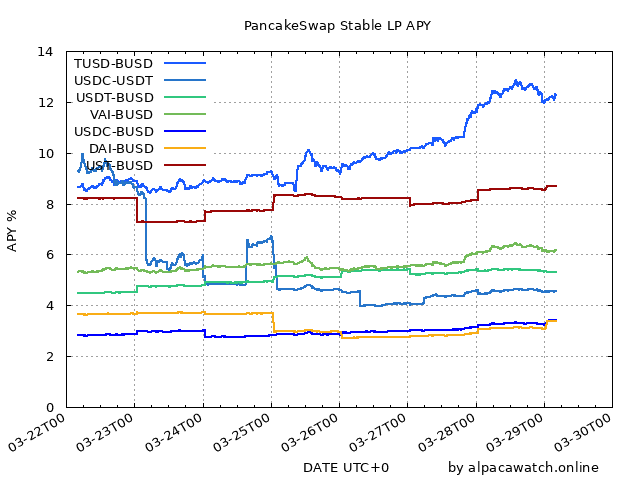 PancakeSwap Stable LP APY
14
12
10
8
6
4
2
0
APY %
TUSD-BUSD
USDC-USDT
USDT-BUSD
VAI-BUSD
USDC-BUSD
DAI-BUSD
UST-BUSD
03-22T00
03-23T00
03-24T00
03-25T00
03-26T00
03-27T00
03-28T00
03-29T00
03-30T00
DATE UTC+0
by alpacawatch.online